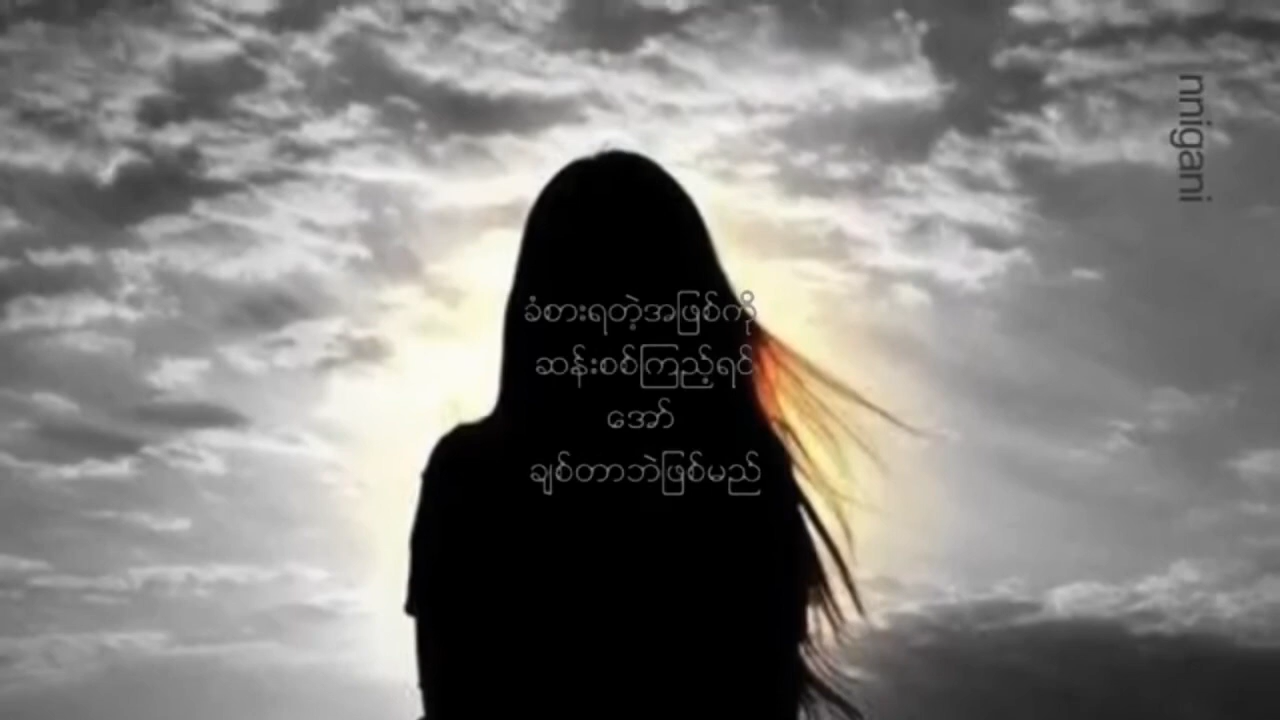 ခံစားရတဲ့အဖြစ်ကို
ဆန်းစစ်ကြည့်ရင်
အော်
ချစ်တာဘဲဖြစ်မည်
nnigani